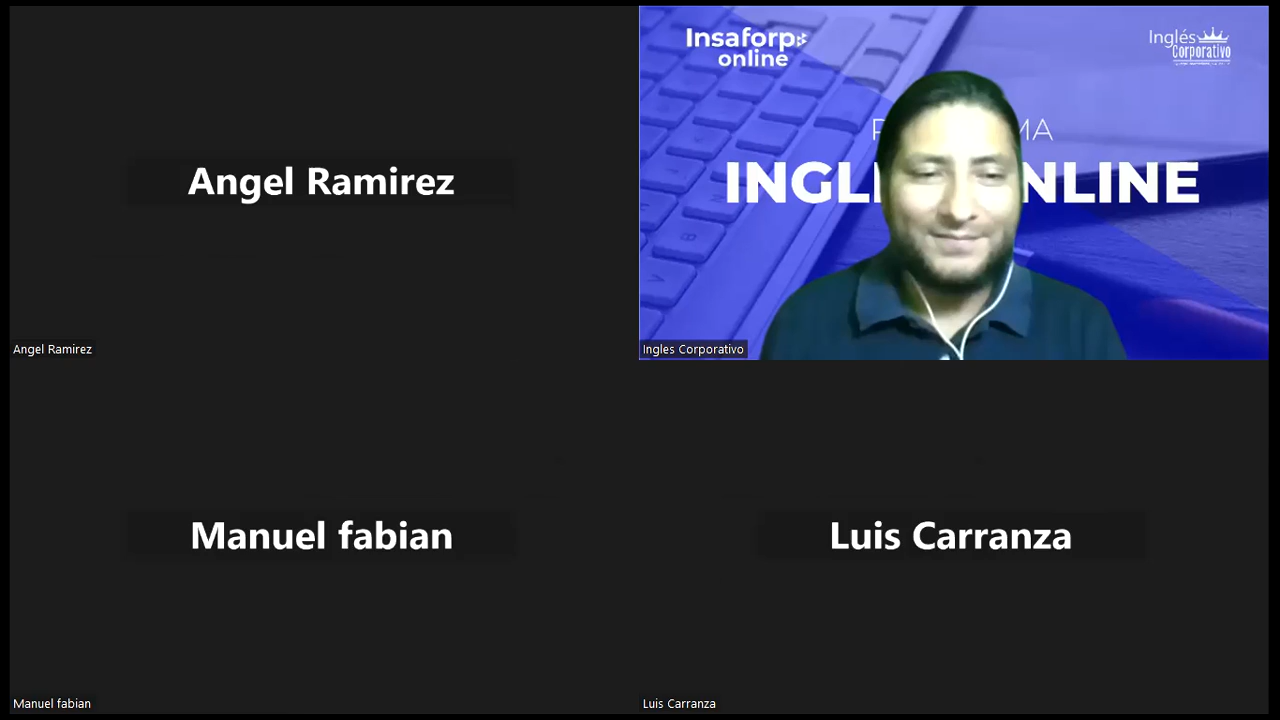 Angel Ramirez
Angel Ramirez
Insaforp
online
Inglés
Corporativo
INGL NLINE
Ingles Corporativo
Manuel fabian
Manuel fabian
Luis Carranza
Luis Carranza